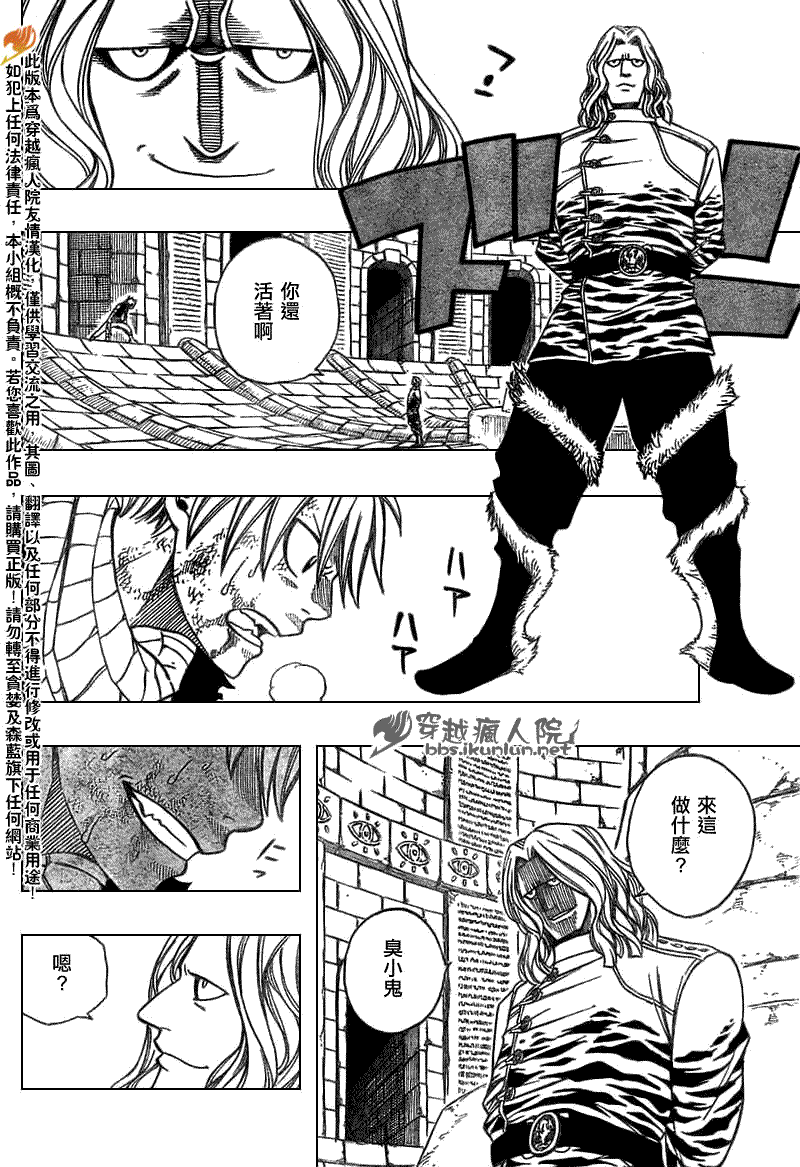 此版本爲穿越瘋人院友情漢化，僅供學習交流之用，其圖、翻譯以及任何部分不得進行修改或用于任何商業用途！
如犯上任何法律責任，本小組概不負責。若您喜歡此作品，請購買正版！請勿轉至貪婪及森藍旗下任何網站！
你還
活著啊
ハァ
ハァ
穿越瘋人院
bbs.ikunlun.net
來這
做什麼？
臭小鬼
嗯？